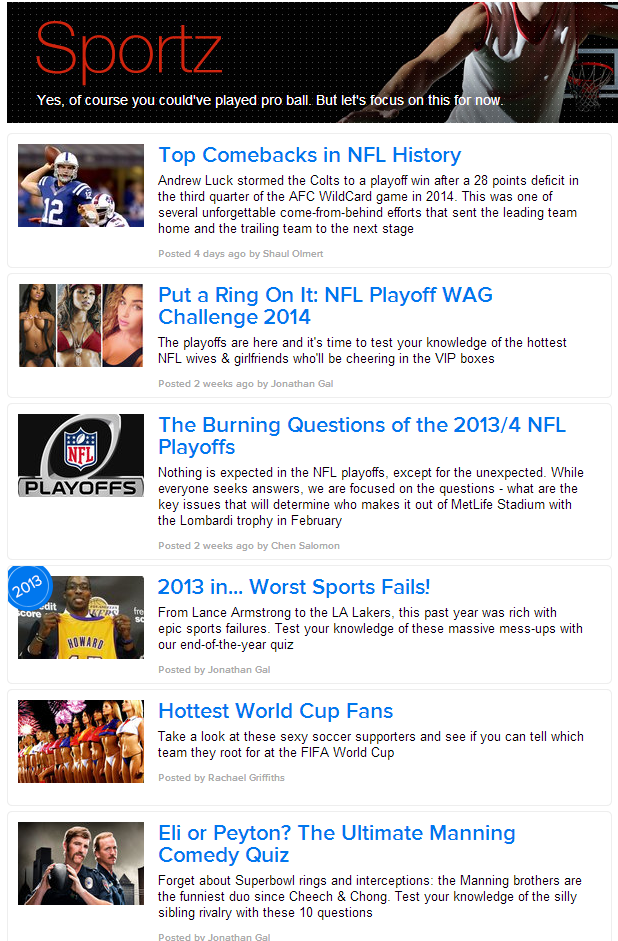 Sportz
Yes, of course you could've played pro ball. But let's focus on this for now.
Top Comebacks in NFL History
Andrew Luck stormed the Colts to a playoff win after a 28 points deficit in
the third quarter of the AFC WildCard game in 2014. This was one of
several unforgettable come-from-behind efforts that sent the leading team
home and the trailing team to the next stage
Posted 4 days ago by Shaul Olmert
12
Put a Ring On It: NFL Playoff WAG
Challenge 2014
The playoffs are here and it's time to test your knowledge of the hottest
NFL wives & girlfriends who'll be cheering in the VIP boxes
Posted 2 weeks ago by Jonathan Gal
NFL
PLAYOFFS
The Burning Questions of the 2013/4 NFL
Playoffs
Nothing is expected in the NFL playoffs, except for the unexpected. While
everyone seeks answers, we are focused on the questions - what are the
key issues that will determine who makes it out of MetLife Stadium with
the Lombardi trophy in February
Posted 2 weeks ago by Chen Salomon
2013
edit
score
LAKERS
fre
sco
HOWARD
2013 in... Worst Sports Fails!
From Lance Armstrong to the LA Lakers, this past year was rich with
epic sports failures. Test your knowledge of these massive mess-ups with
our end-of-the-year quiz
Posted by Jonathan Gal
Hottest World Cup Fans
Take a look at these sexy soccer supporters and see if you can tell which
team they root for at the FIFA World Cup
Posted by Rachael Griffiths
Eli or Peyton? The Ultimate Manning
Comedy Quiz
Forget about Superbowl rings and interceptions: the Manning brothers are
the funniest duo since Cheech & Chong. Test your knowledge of the silly
sibling rivalry with these 10 questions
Posted by Jonathan Gal